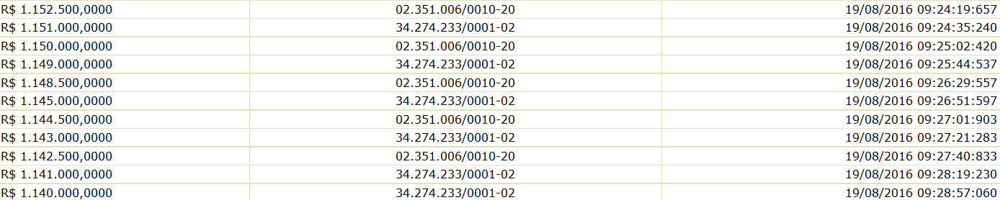 R$ 1.152.500,0000 02.351.006/0010-20 19/08/2016 09:24:19:657
R$ 1.151.000,0000 34.274.233/0001-02 19/08/2016 09:24:35:240
R$ 1.150.000,0000 02.351.006/0010-20 19/08/2016 09:25:02:420
R$ 1.149.000,0000 34.274.233/0001-02 19/08/2016 09:25:44:537
R$ 1.148.500,0000 02.351.006/0010-20 19/08/2016 09:26:29:557
R$ 1.145.000,0000 34.274.233/0001-02 19/08/2016 09:26:51:597
R$ 1.144.500,0000 02.351.006/0010-20 19/08/2016 09:27:01:903
R$ 1.143.000,0000 34.274.233/0001-02 19/08/2016 09:27:21:283
R$ 1.142.500,0000 02.351.006/0010-20 19/08/2016 09:27:40:833
R$ 1.141.000,0000 34.274.233/0001-02 19/08/2016 09:28:19:230
R$ 1.140.000,0000 34.274.233/0001-02 19/08/2016 09:28:57:060